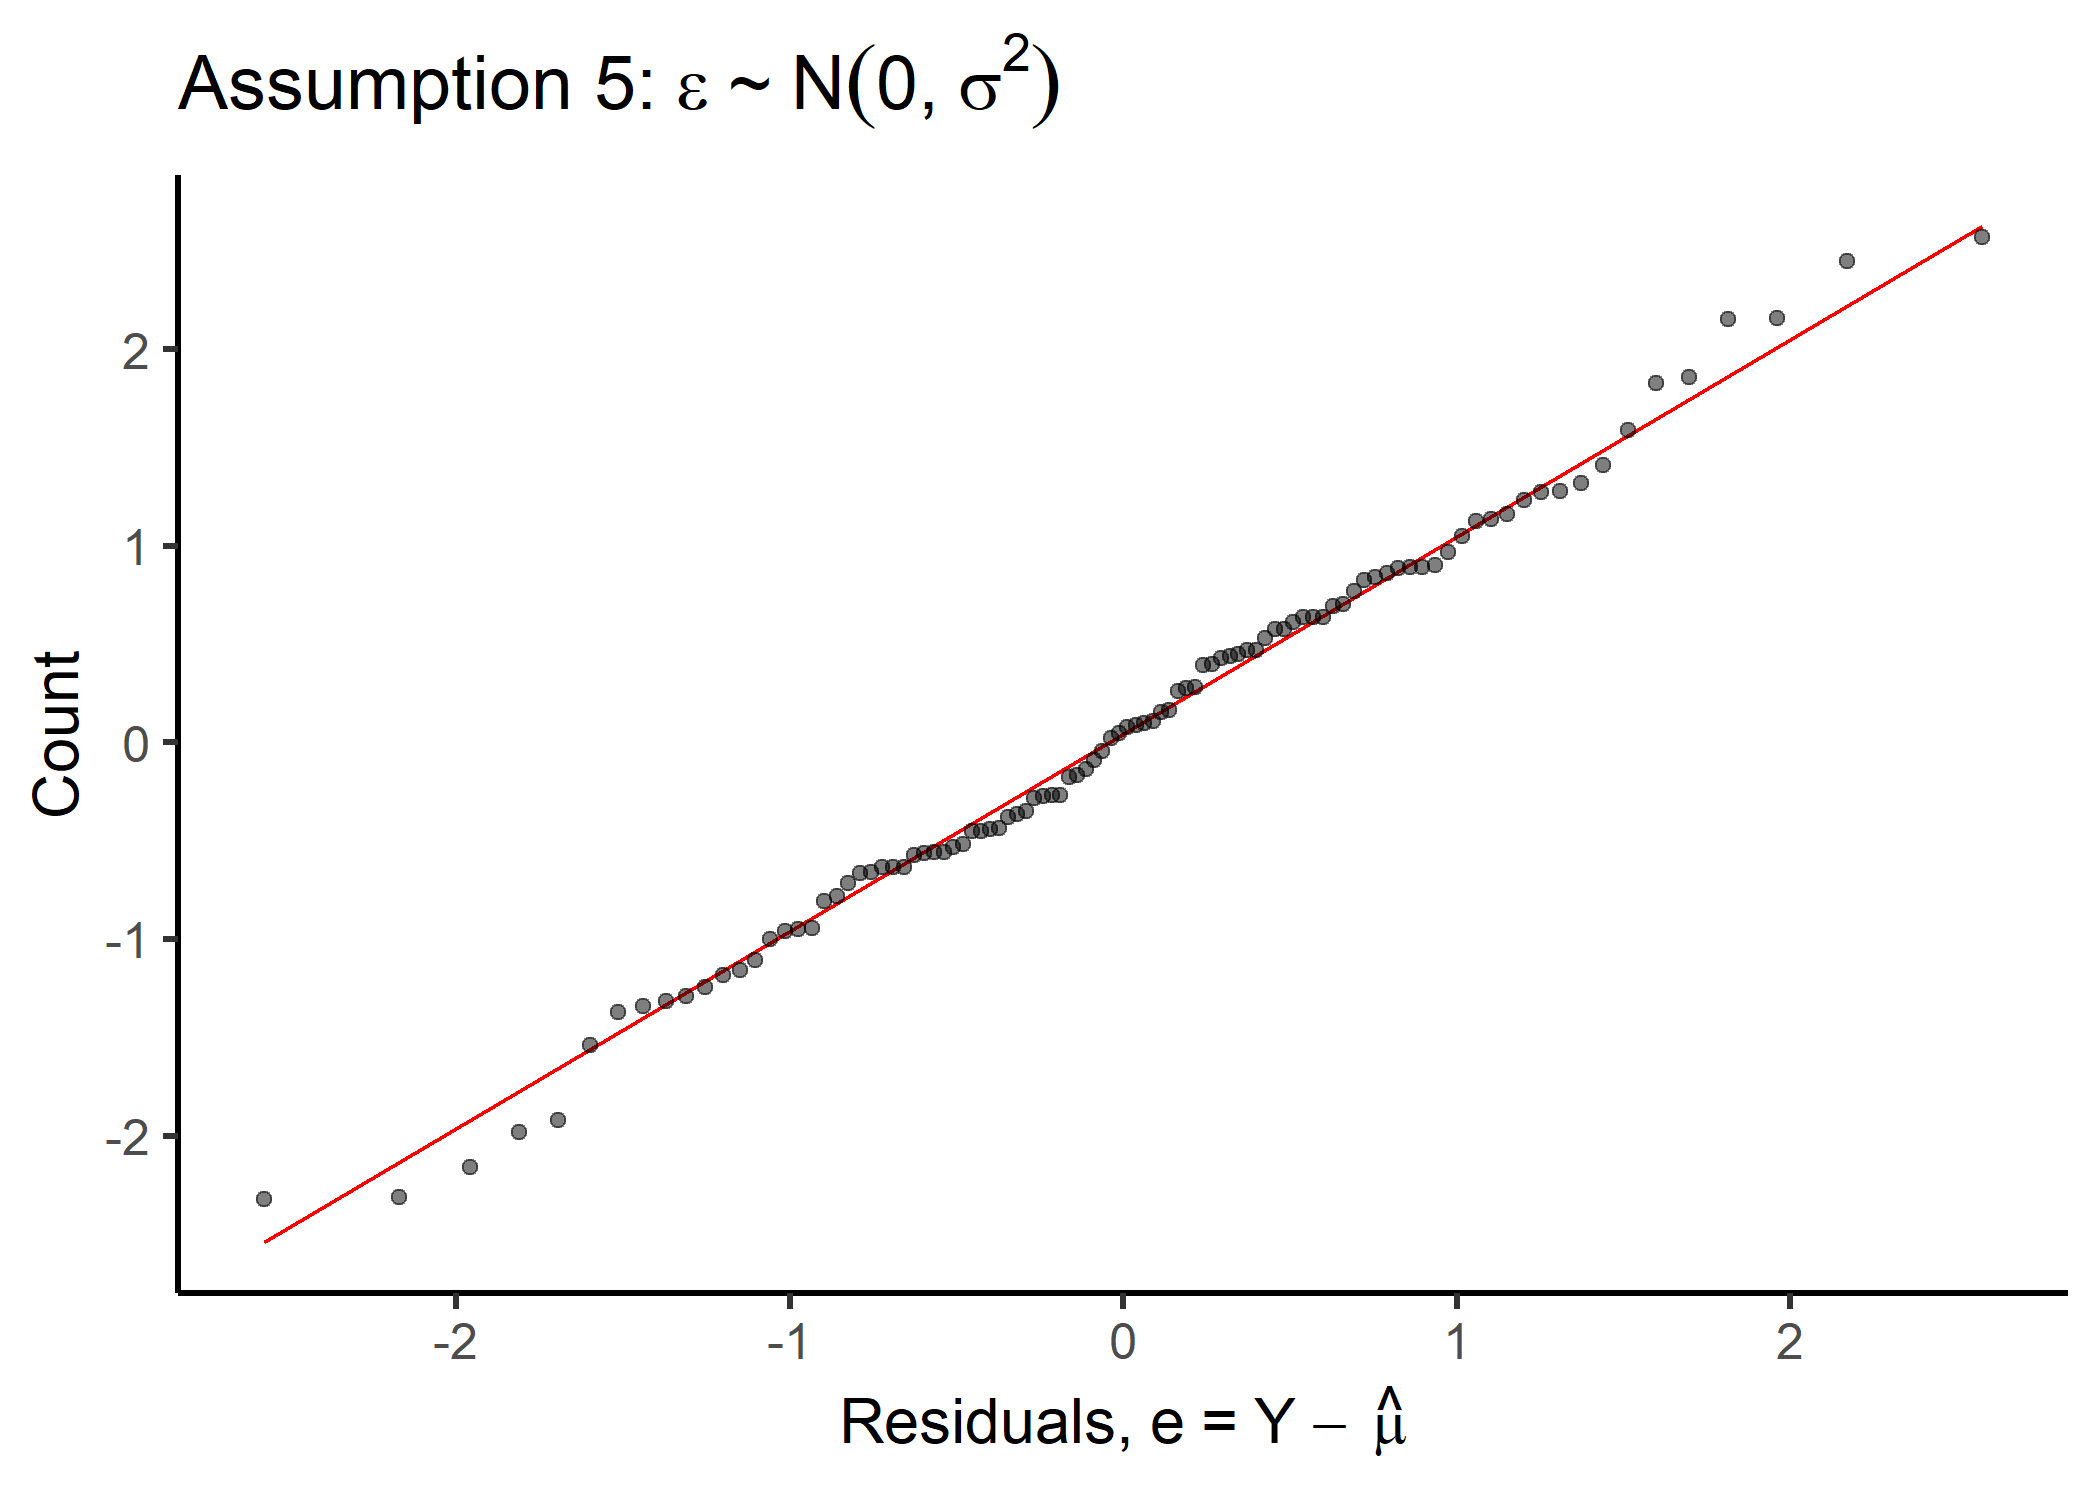 Assumption 5: ε ~ N(0, σ²)
Count
2
1
0
-1
-2
-2 -1 0 1 2
Residuals, e = Y − μ̂